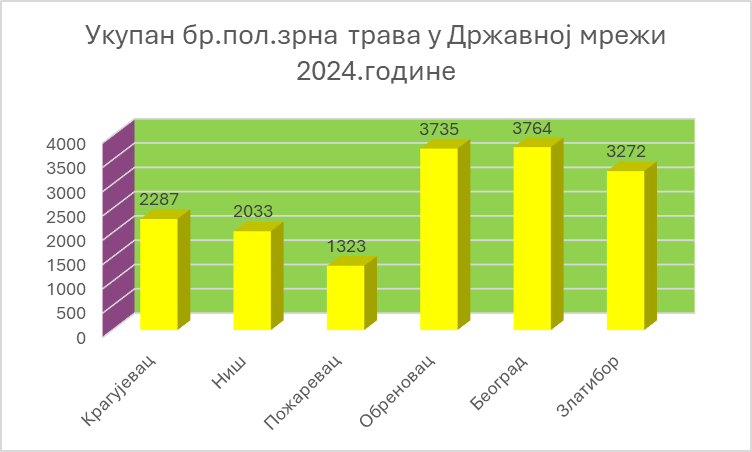 Укупан бр.пол.зрна трава у Државној мрежи
2024.године
4000
3500
3000
2500
2000
1500
1000
500
0
2287
2033
1323
3735
3764
3272
Крагујевац
Ниш
Пожаревац
Обреновац
Београд
Златибор